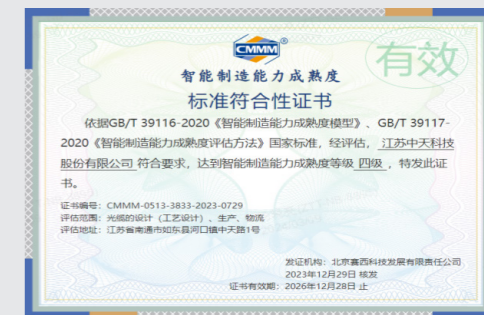 CMMM®
有效
智能制造能力成熟度
标准符合性证书
依据GB/T 39116-2020《智能制造能力成熟度模型》、GB/T 39117-
2020《智能制造能力成熟度评估方法》国家标准，经评估，江苏中天科技
股份有限公司 符合要求，达到智能制造能力成熟度等级 四级 ，特发此证
书。
证书编号：CMMM-0513-3833-2023-0729
评估范围：光缆的设计（工艺设计）、生产、物流
评估地址：江苏省南通市如东县河口镇中天路1号
发证机构：北京赛西科技发展有限责任公司
2023年12月29日 核发
证书有效期：2026年12月28日 止